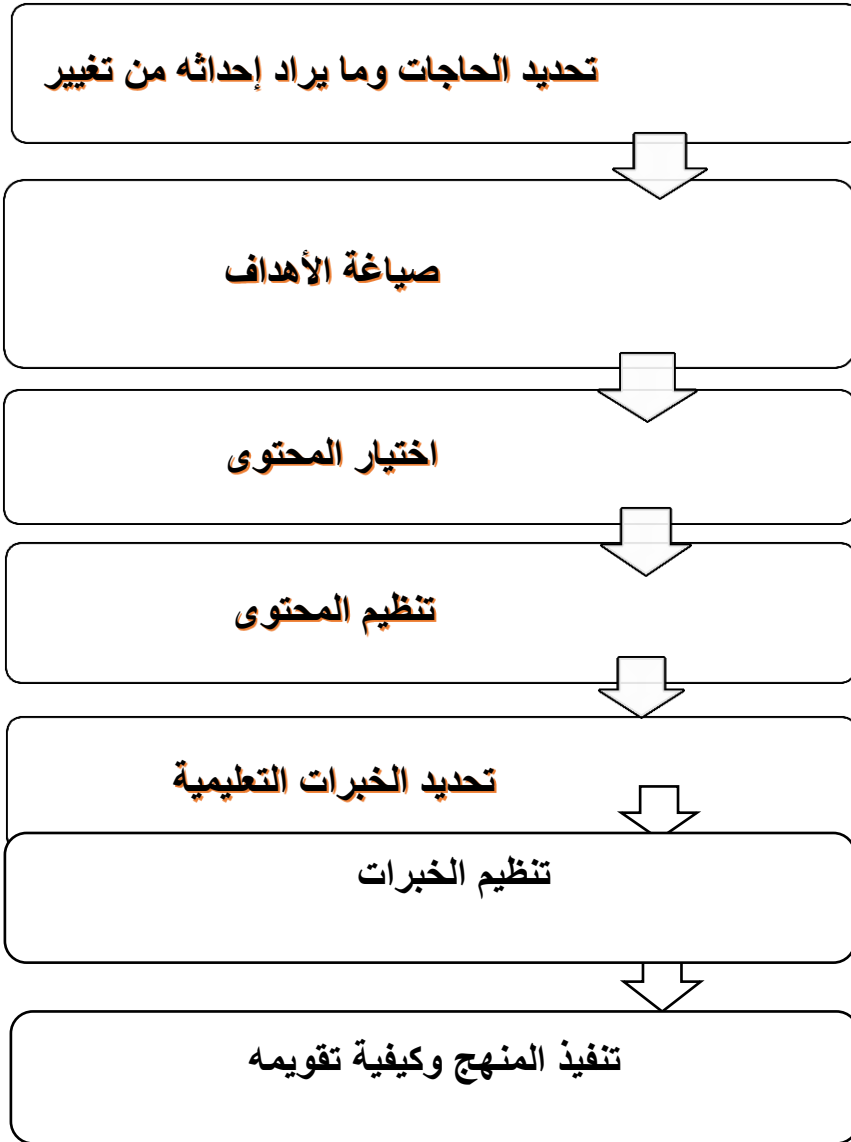 تحديد الحاجات وما يراد إحداثه من تغيير
صياغة الأهداف
اختيار المحتوى
تنظيم المحتوى
تحديد الخبرات التعليمية
تنظيم الخبرات
تنفيذ المنهج وكيفية تقويمه